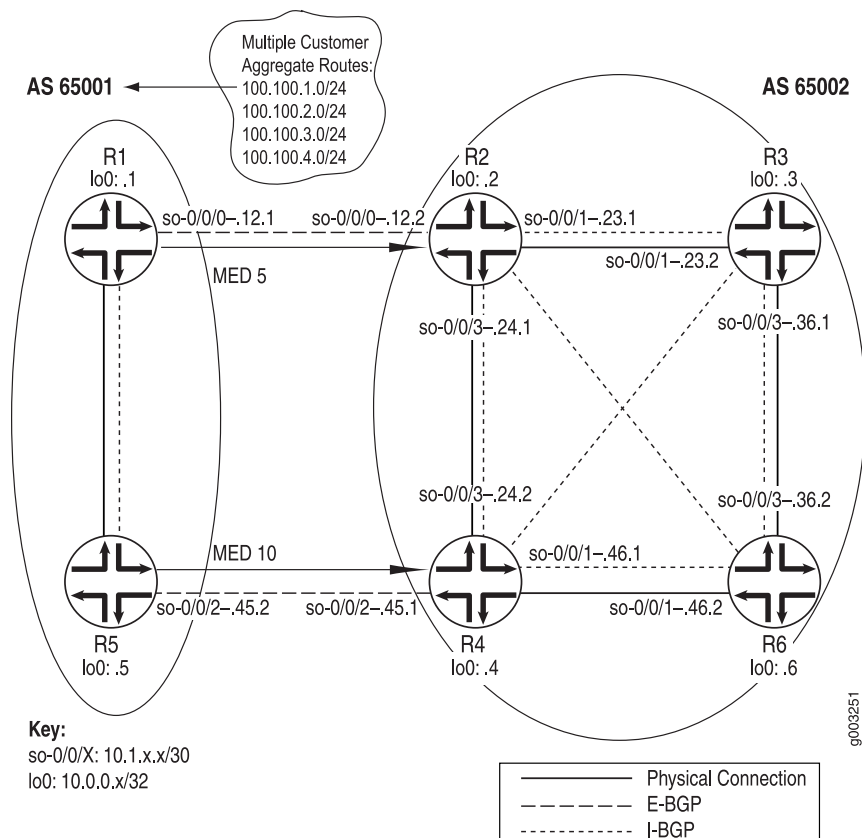 Multiple Customer
Aggregate Routes:
100.100.1.0/24
100.100.2.0/24
100.100.3.0/24
100.100.4.0/24
AS 65001
AS 65002
R1
lo0: .1
R2
lo0: .2
R3
lo0: .3
so-0/0/0–.12.1
so-0/0/0–.12.2
so-0/0/1–.23.1
MED 5
so-0/0/1–.23.2
so-0/0/3–.24.1
so-0/0/3–.36.1
so-0/0/3–.24.2
so-0/0/3–.36.2
MED 10
so-0/0/1–.46.1
so-0/0/2–.45.2
so-0/0/2–.45.1
so-0/0/1–.46.2
R5
lo0: .5
R4
lo0: .4
R6
lo0: .6
Key:
so-0/0/X: 10.1.x.x/30
lo0: 10.0.0.x/32
g003251
Physical Connection
E-BGP
I-BGP